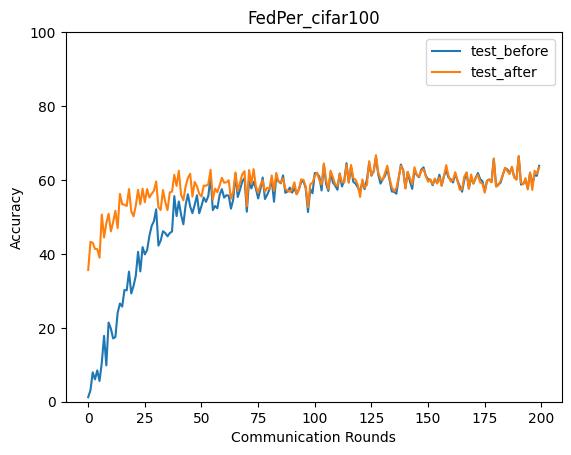 FedPer_cifar100
test_before
test_after
Accuracy
100
80
60
40
20
0
0 25 50 75 100 125 150 175 200
Communication Rounds